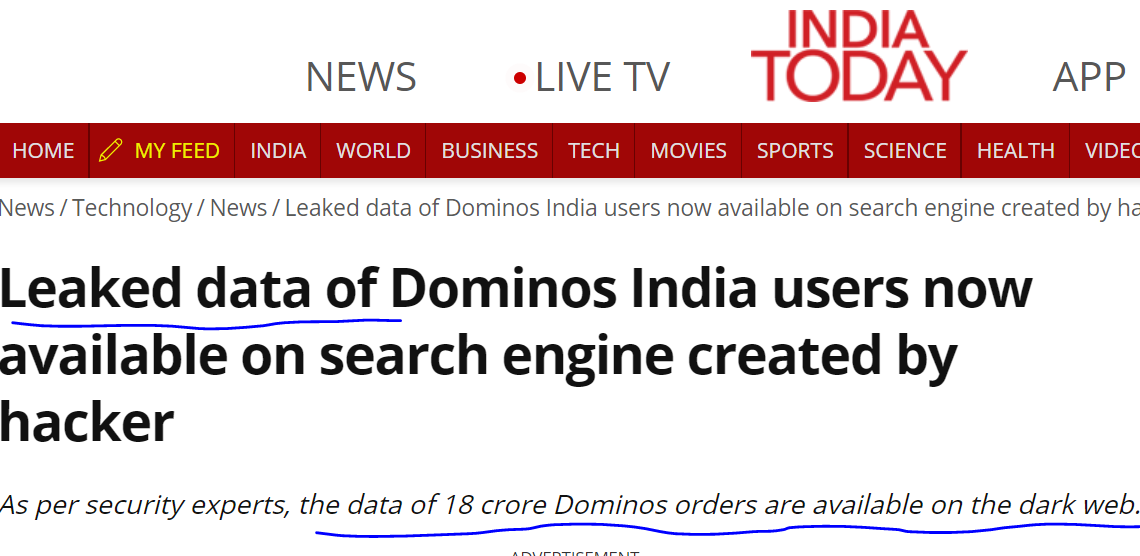 INDIA
TODAY
NEWS LIVE TV APP
HOME MY FEED INDIA WORLD BUSINESS TECH MOVIES SPORTS SCIENCE HEALTH VIDEO
News / Technology / News / Leaked data of Dominos India users now available on search engine created by ha
Leaked data of Dominos India users now
available on search engine created by
hacker
As per security experts, the data of 18 crore Dominos orders are available on the dark web.
ADVERTISEMENT